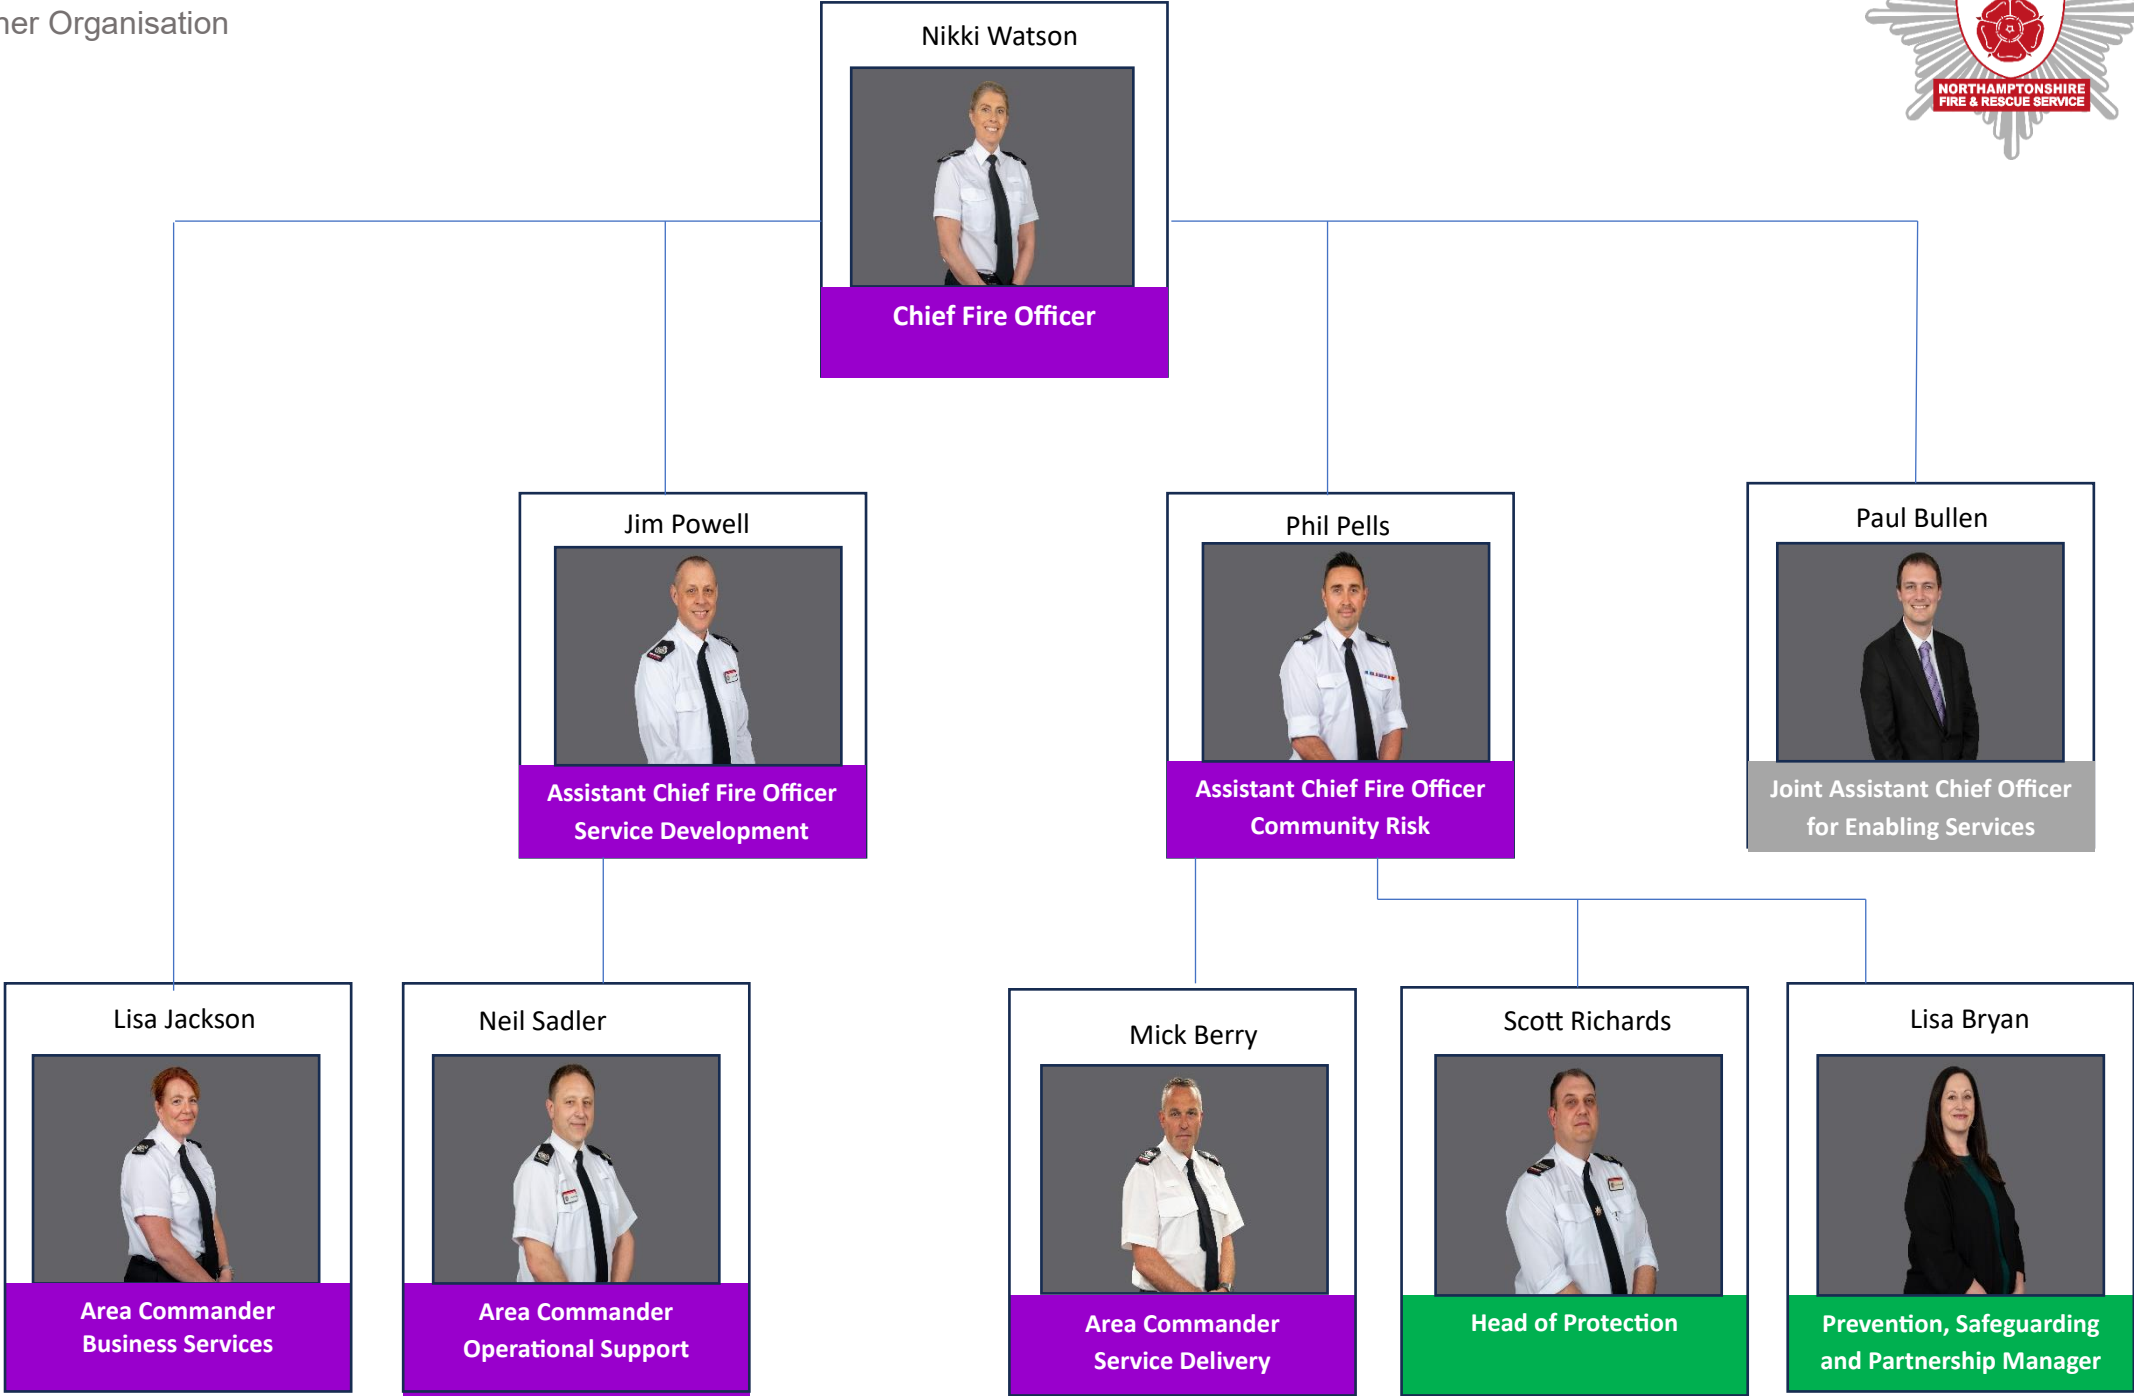 Organisation
Nikki Watson
NORTHAMPTONSHIRE
FIRE & RESCUE SERVICE
Chief Fire Officer
Jim Powell
Phil Pells
Paul Bullen
Assistant Chief Fire Officer
Service Development
Assistant Chief Fire Officer
Community Risk
Joint Assistant Chief Officer
for Enabling Services
Lisa Jackson
Neil Sadler
Mick Berry
Scott Richards
Lisa Bryan
Area Commander
Business Services
Area Commander
Operational Support
Area Commander
Service Delivery
Head of Protection
Prevention, Safeguarding
and Partnership Manager